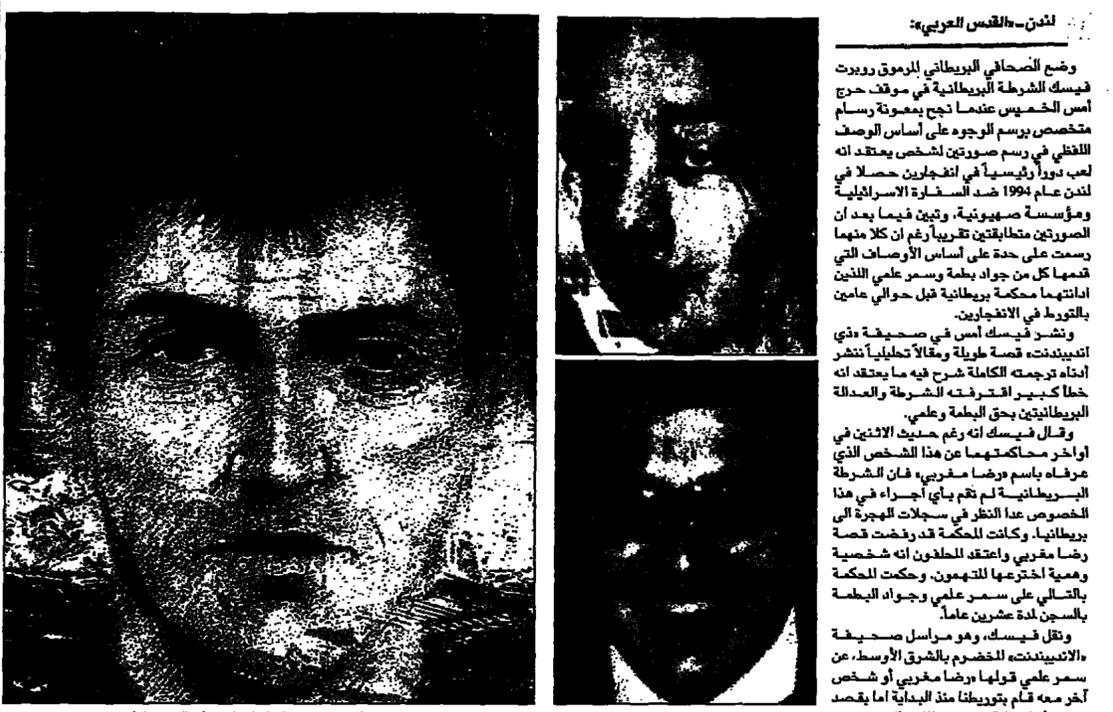 لندن ـ «القدس العربي»:
وضع الصحافي البريطاني المرموق روبرت
فيسك الشرطة البريطانية في موقف حرج
أمس الخميس عندما نجح بمعونة رسام
متخصص برسم الوجوه على أساس الوصف
اللفظي في رسم صورتين لشخص يعتقد انه
لعب دوراً رئيسياً في انفجارين حصلا في
لندن عام 1994 ضد السفارة الاسرائيلية
ومؤسسة صهيونية، وتبين فيما بعد ان
الصورتين متطابقتين تقريباً رغم ان كلا منهما
رسمت على حدة على أساس الأوصاف التي
قدمها كل من جواد بطمة وسمر علمي اللذين
ادانتهما محكمة بريطانية قبل حوالي عامين
بالتورط في الانفجارين.
ونشر فيسك أمس في صحيفة «ذي
اندبيندنت» قصة طويلة ومقالاً تحليلياً ننشر
أدناه ترجمته الكاملة شرح فيه ما يعتقد انه
خطأ كبير اقترفته الشرطة والعدالة
البريطانيتين بحق البطمة وعلمي.
وقال فيسك انه رغم حديث الاثنين في
أواخر محاكمتهما عن هذا الشخص الذي
عرفاه باسم «رضا مغربي» فان الشرطة
البريطانية لم تقم بأي أجراء في هذا
الخصوص عدا النظر في سجلات الهجرة الى
بريطانيا. وكانت المحكمة قد رفضت قصة
رضا مغربي واعتقد المحلفون انه شخصية
وهمية أخترعها المتهمون. وحكمت المحكمة
بالتالي على سمر علمي وجواد البطمة
بالسجن لمدة عشرين عاماً.
ونقل فيسك، وهو مراسل صحيفة
«الاندبيندنت» المخضرم بالشرق الأوسط، عن
سمر علمي قولها «رضا مغربي أو شخص
آخر معه قام بتوريطنا منذ البداية اما يقصد